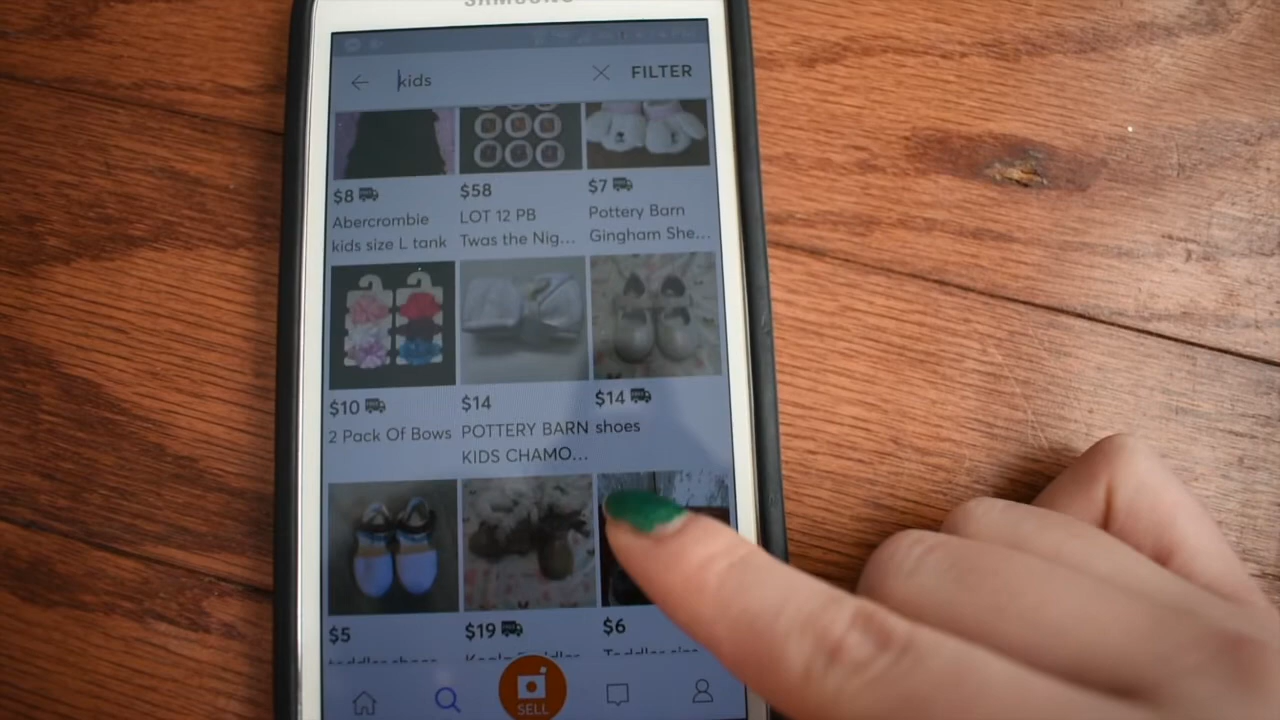 SAMSUNG
kids
FILTER
$8
$58
$7
Abercrombie
kids size L tank
LOT 12 PB
Twas the Nig...
Pottery Barn
Gingham She...
$10
$14
$14
2 Pack Of Bows
POTTERY BARN
KIDS CHAMO...
shoes
$5
$19
$6
SELL